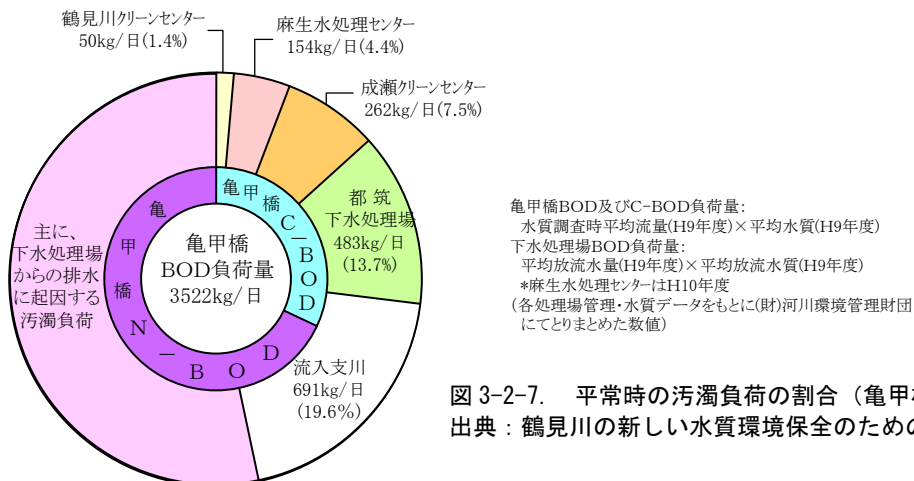 鶴見川クリーンセンター
50kg/日(1.4%)
麻生水処理センター
154kg/日(4.4%)
成瀬クリーンセンター
262kg/日(7.5%)
都 筑
下水処理場
483kg/日
(13.7%)
流入支川
691kg/日
(19.6%)
主に、
下水処理場
からの排水
に起因する
汚濁負荷
亀甲橋C-BOD
亀甲橋N-BOD
亀甲橋
BOD負荷量
3522kg/日
亀甲橋BOD及びC-BOD負荷量:
水質調査時平均流量(H9年度)×平均水質(H9年度)
下水処理場BOD負荷量:
平均放流水量(H9年度)×平均放流水質(H9年度)
*麻生水処理センターはH10年度
(各処理場管理・水質データをもとに(財)河川環境管理財団
にてとりまとめた数値)
図 3-2-7. 平常時の汚濁負荷の割合（亀甲
出典：鶴見川の新しい水質環境保全のための